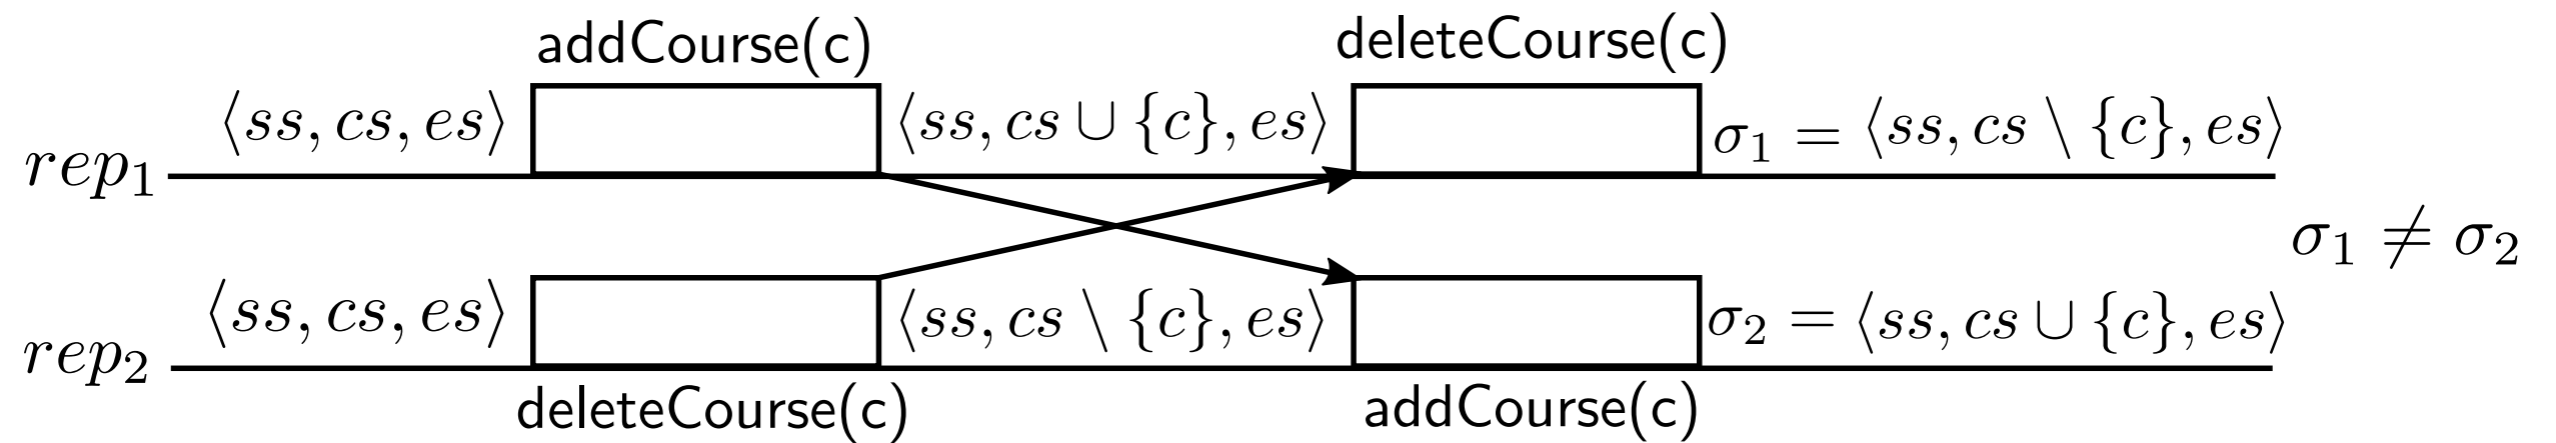 addCourse(c) deleteCourse(c)
⟨ss, cs, es⟩ ⟨ss, cs ∪ {c}, es⟩ σ₁ = ⟨ss, cs \ {c}, es⟩
rep₁
σ₁ ≠ σ₂
⟨ss, cs, es⟩ ⟨ss, cs \ {c}, es⟩ σ₂ = ⟨ss, cs ∪ {c}, es⟩
rep₂
deleteCourse(c) addCourse(c)